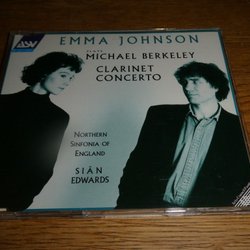 ASV
EMMA JOHNSON
PLAYS
MICHAEL BERKELEY
CLARINET
CONCERTO
NORTHERN
SINFONIA OF
ENGLAND
SIÂN
EDWARDS